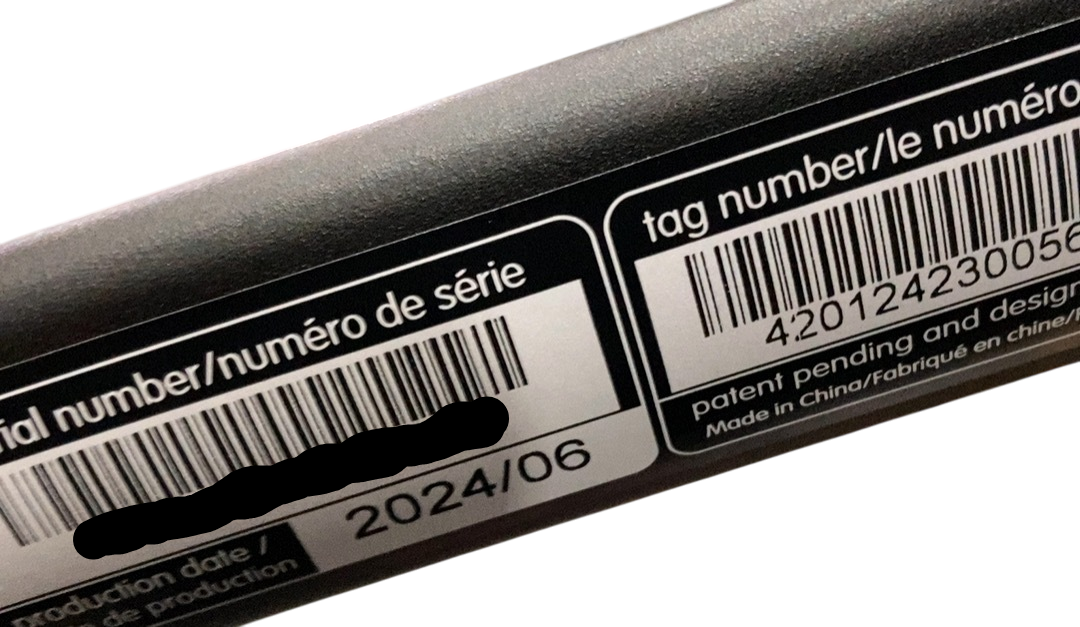 ial number/numéro de série
2024/06
production date /
de production
tag number/le numéro
420124230056
patent pending and design
Made in China/Fabriqué en chine/